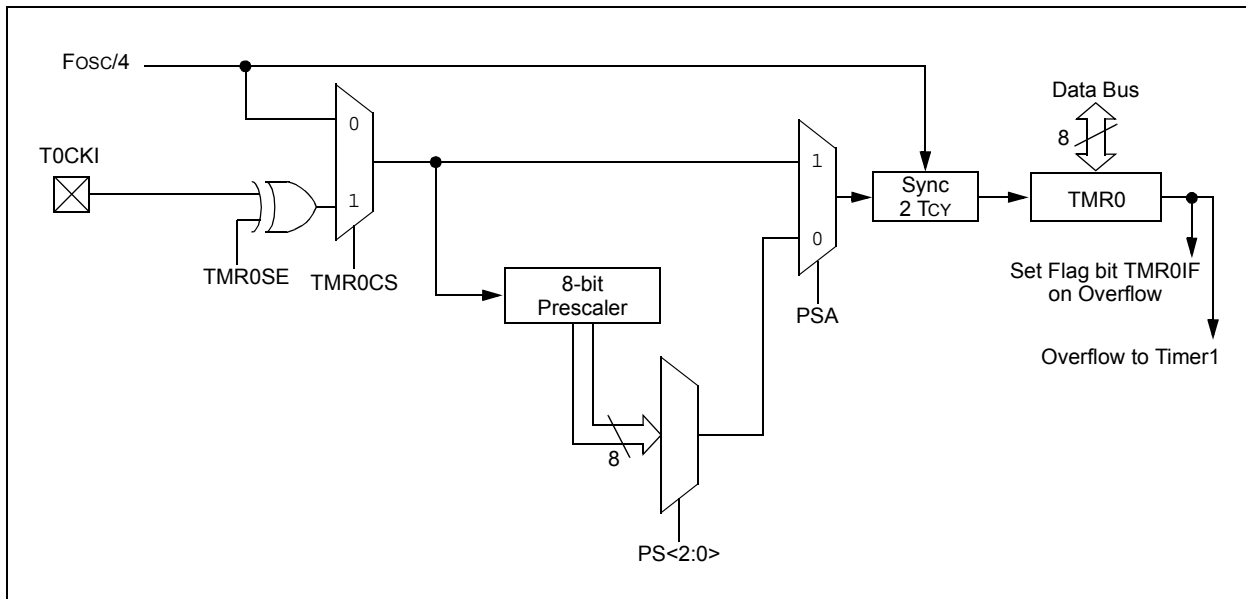 FOSC/4
Data Bus
8
T0CKI
0
1
1
0
Sync
2 TCY
TMR0
TMR0SE
TMR0CS
8-bit
Prescaler
PSA
Set Flag bit TMR0IF
on Overflow
Overflow to Timer1
8
PS<2:0>